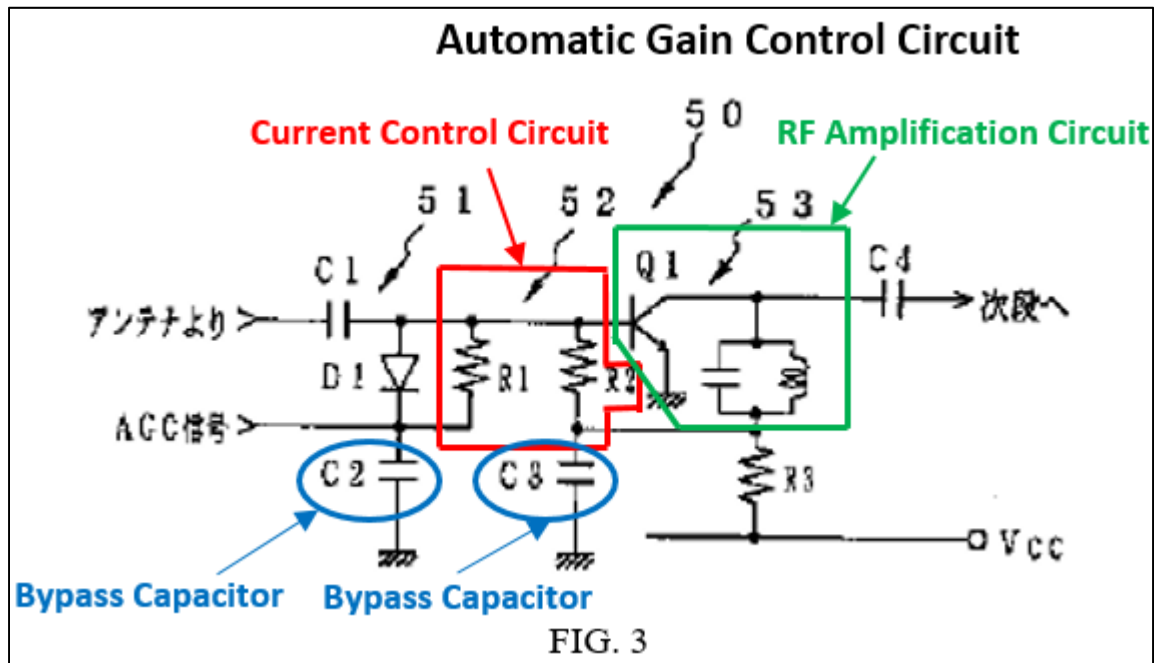 Automatic Gain Control Circuit
50
Current Control Circuit
RF Amplification Circuit
51
52
53
C1
Q1
C4
アンテナより
次段へ
D1
R1
R2
AGC信号
C2
C3
R3
VCC
Bypass Capacitor
Bypass Capacitor
FIG. 3